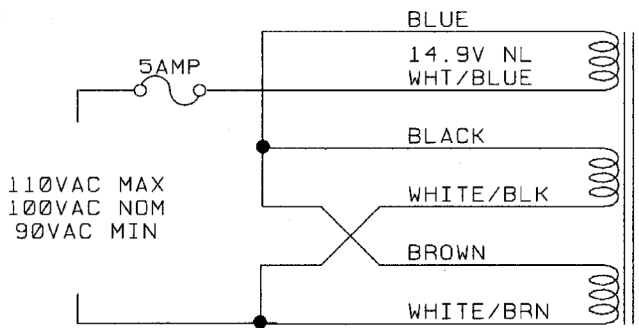 BLUE
5AMP
14.9V NL
WHT/BLUE
BLACK
110VAC MAX
100VAC NOM
90VAC MIN
WHITE/BLK
BROWN
WHITE/BRN